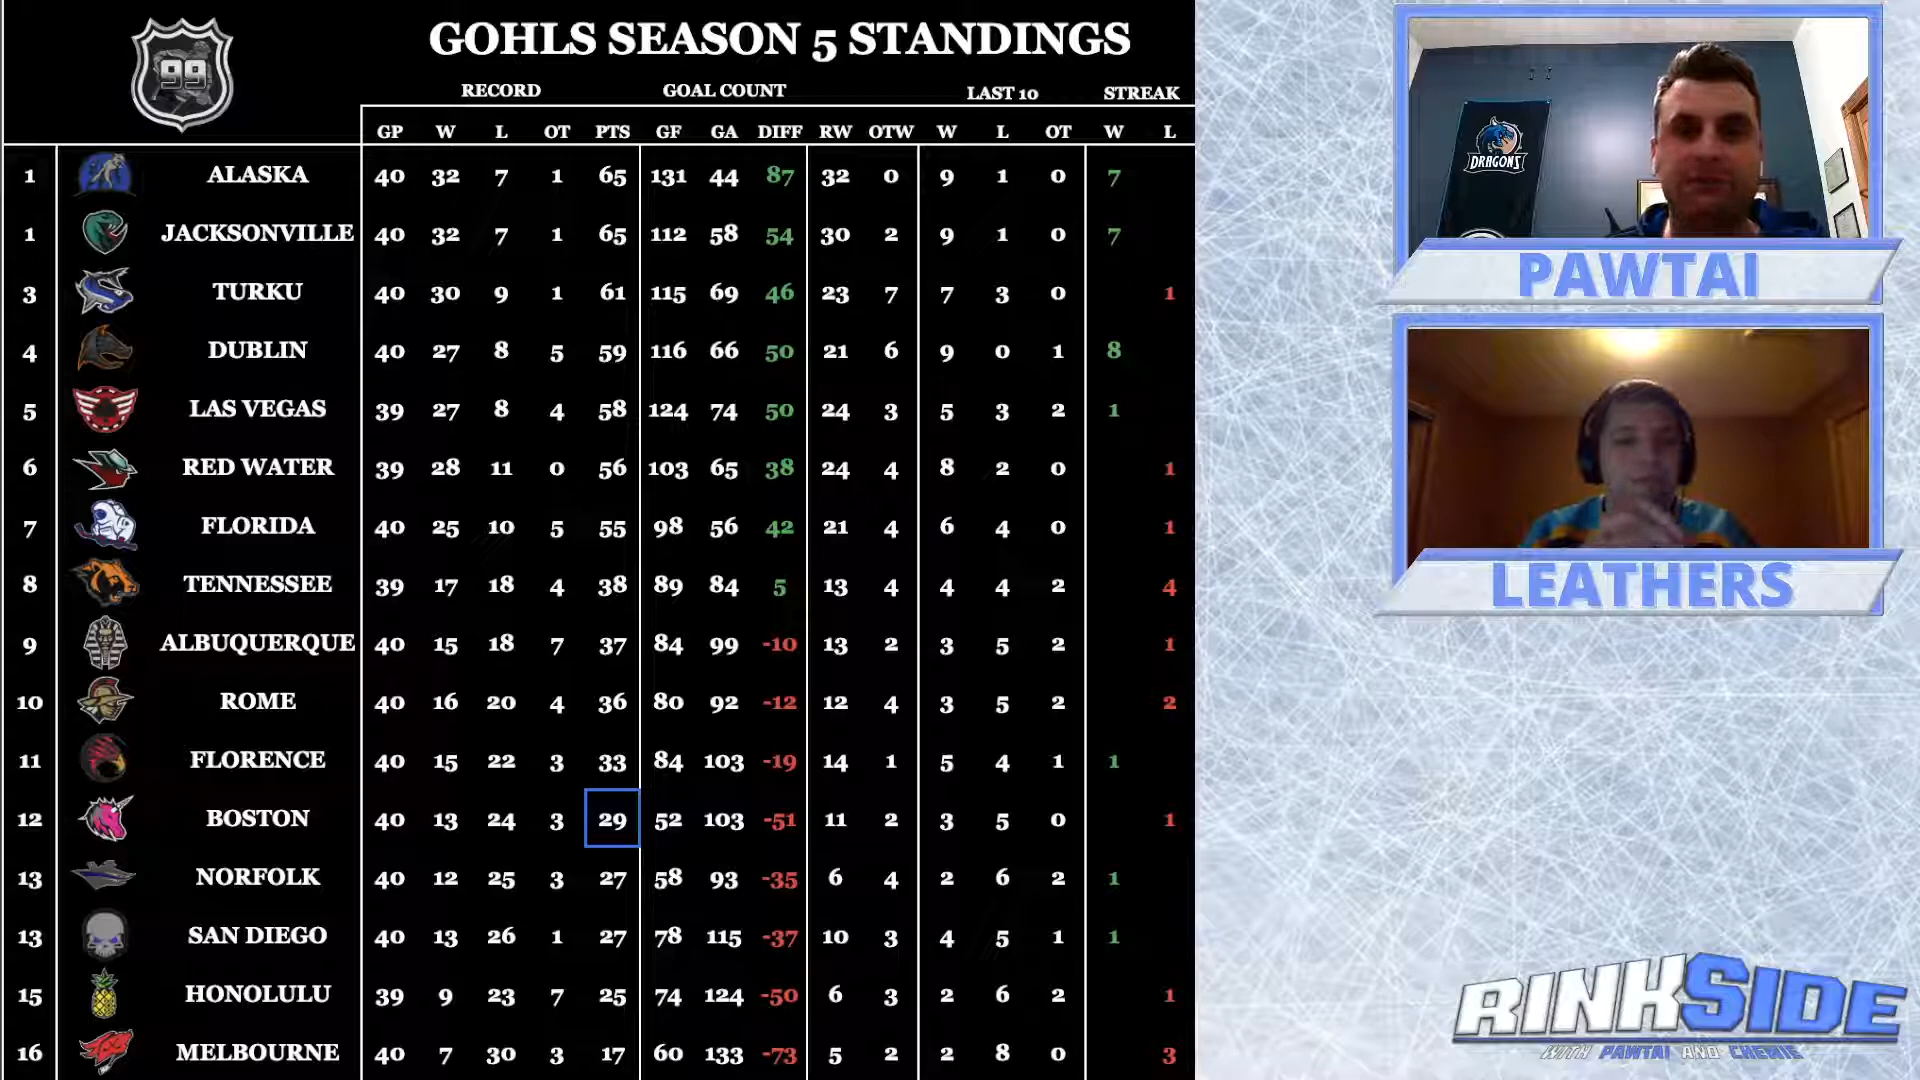 GOHLS SEASON 5 STANDINGS
99
RECORD GOAL COUNT LAST 10 STREAK
GP W L OT PTS GF GA DIFF RW OTW W L OT W L
1 ALASKA 40 32 7 1 65 131 44 87 32 0 9 1 0 7
1 JACKSONVILLE 40 32 7 1 65 112 58 54 30 2 9 1 0 7
3 TURKU 40 30 9 1 61 115 69 46 23 7 7 3 0 1
4 DUBLIN 40 27 8 5 59 116 66 50 21 6 9 0 1 8
5 LAS VEGAS 39 27 8 4 58 124 74 50 24 3 5 3 2 1
6 RED WATER 39 28 11 0 56 103 65 38 24 4 8 2 0 1
7 FLORIDA 40 25 10 5 55 98 56 42 21 4 6 4 0 1
8 TENNESSEE 39 17 18 4 38 89 84 5 13 4 4 4 2 4
9 ALBUQUERQUE 40 15 18 7 37 84 99 -10 13 2 3 5 2 1
10 ROME 40 16 20 4 36 80 92 -12 12 4 3 5 2 2
11 FLORENCE 40 15 22 3 33 84 103 -19 14 1 5 4 1 1
12 BOSTON 40 13 24 3 29 52 103 -51 11 2 3 5 0 1
13 NORFOLK 40 12 25 3 27 58 93 -35 6 4 2 6 2 1
13 SAN DIEGO 40 13 26 1 27 78 115 -37 10 3 4 5 1 1
15 HONOLULU 39 9 23 7 25 74 124 -50 6 3 2 6 2 1
16 MELBOURNE 40 7 30 3 17 60 133 -73 5 2 2 8 0 3
DRAGONS
PAWTAI
LEATHERS
RINKSIDE
WITH PAWTAI AND CHEWIE